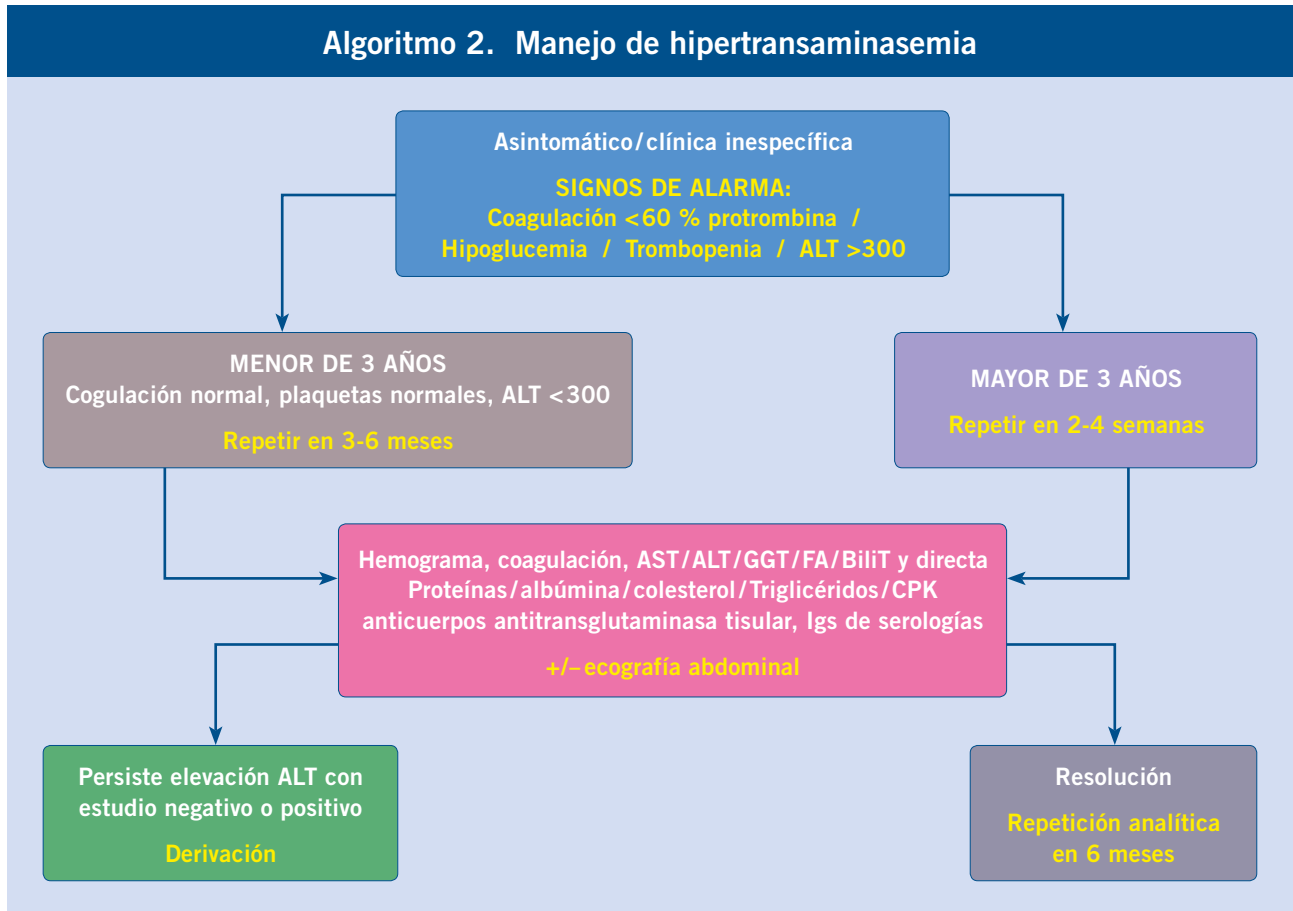 Algoritmo 2. Manejo de hipertransaminasemia
Asintomático/clínica inespecífica
SIGNOS DE ALARMA:
Coagulación <60 % protrombina /
Hipoglucemia / Trombopenia / ALT >300
MENOR DE 3 AÑOS
Cogulación normal, plaquetas normales, ALT <300
Repetir en 3-6 meses
MAYOR DE 3 AÑOS
Repetir en 2-4 semanas
Hemograma, coagulación, AST/ALT/GGT/FA/BiliT y directa
Proteínas/albúmina/colesterol/Triglicéridos/CPK
anticuerpos antitransglutaminasa tisular, Igs de serologías
+/– ecografía abdominal
Persiste elevación ALT con
estudio negativo o positivo
Derivación
Resolución
Repetición analítica
en 6 meses